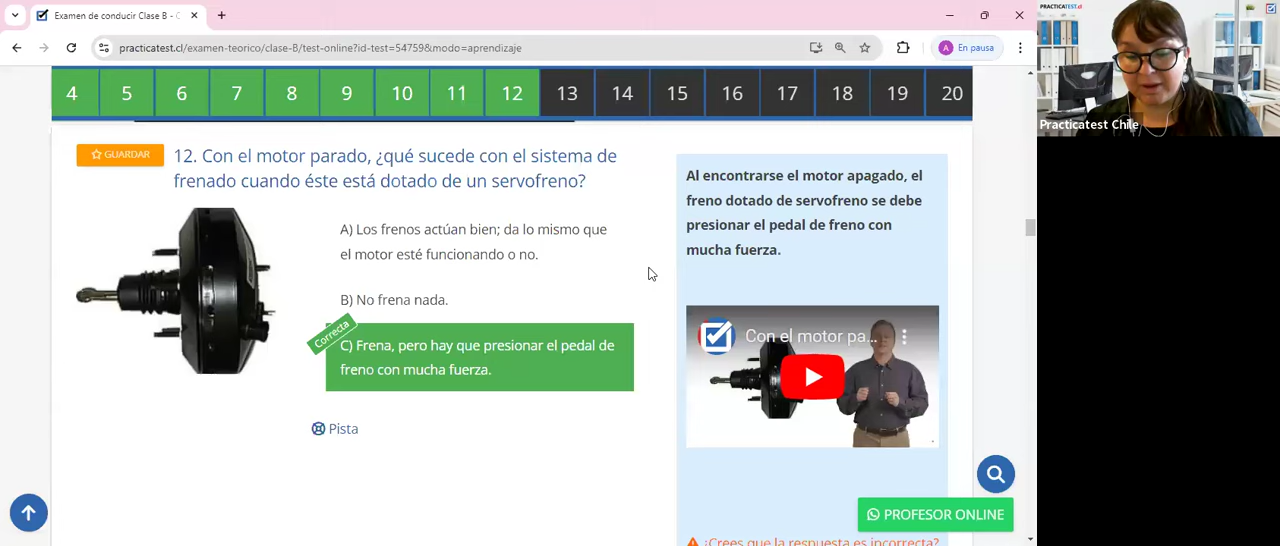 Examen de conducir Clase B - C
practicatest.cl/examen-teorico/clase-B/test-online?id-test=54759&modo=aprendizaje
A
En pausa
PRACTICATEST.cl
Practicatest Chile
4 5 6 7 8 9 10 11 12 13 14 15 16 17 18 19 20
GUARDAR
12. Con el motor parado, ¿qué sucede con el sistema de
frenado cuando éste está dotado de un servofreno?
A) Los frenos actúan bien; da lo mismo que
el motor esté funcionando o no.
B) No frena nada.
Correcta
C) Frena, pero hay que presionar el pedal de
freno con mucha fuerza.
Pista
Al encontrarse el motor apagado, el
freno dotado de servofreno se debe
presionar el pedal de freno con
mucha fuerza.
Con el motor pa...
PROFESOR ONLINE
¿Crees que la respuesta es incorrecta?